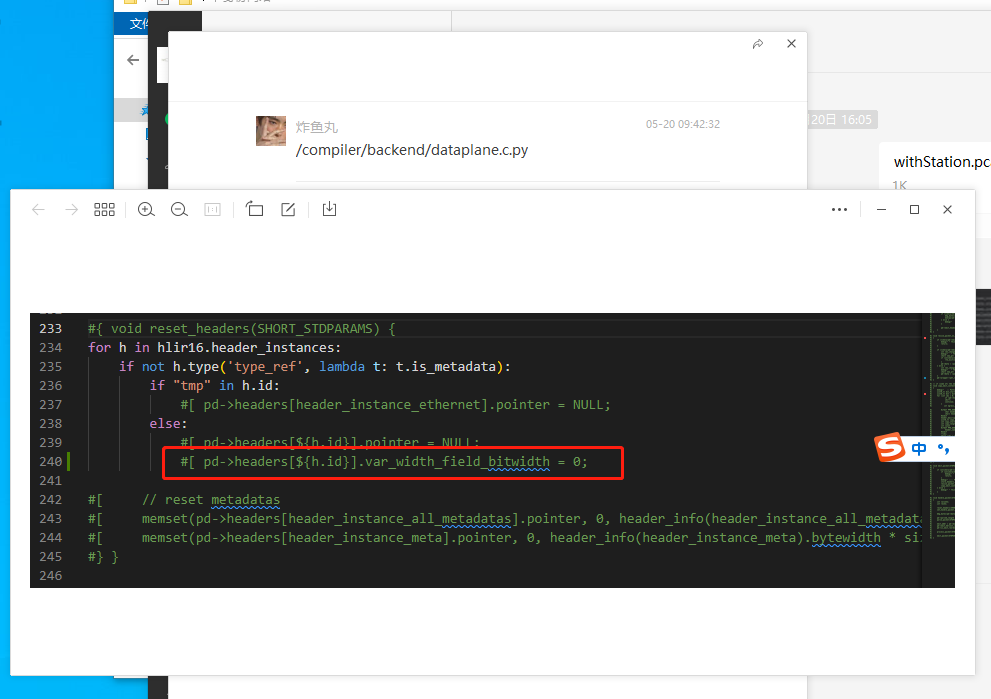 文件
炸鱼丸
05-20 09:42:32
/compiler/backend/dataplane.c.py
20日 16:05
withStation.pc
1K
233 #{ void reset_headers(SHORT_STDPARAMS) {
234 for h in hlir16.header_instances:
235 if not h.type('type_ref', lambda t: t.is_metadata):
236 if "tmp" in h.id:
237 #[ pd->headers[header_instance_ethernet].pointer = NULL;
238 else:
239 #[ pd->headers[${h.id}].pointer = NULL;
240 #[ pd->headers[${h.id}].var_width_field_bitwidth = 0;
241
242 #[ // reset metadatas
243 #[ memset(pd->headers[header_instance_all_metadatas].pointer, 0, header_info(header_instance_all_metadata
244 #[ memset(pd->headers[header_instance_meta].pointer, 0, header_info(header_instance_meta).bytewidth * si
245 #} }
246
S 中 °,